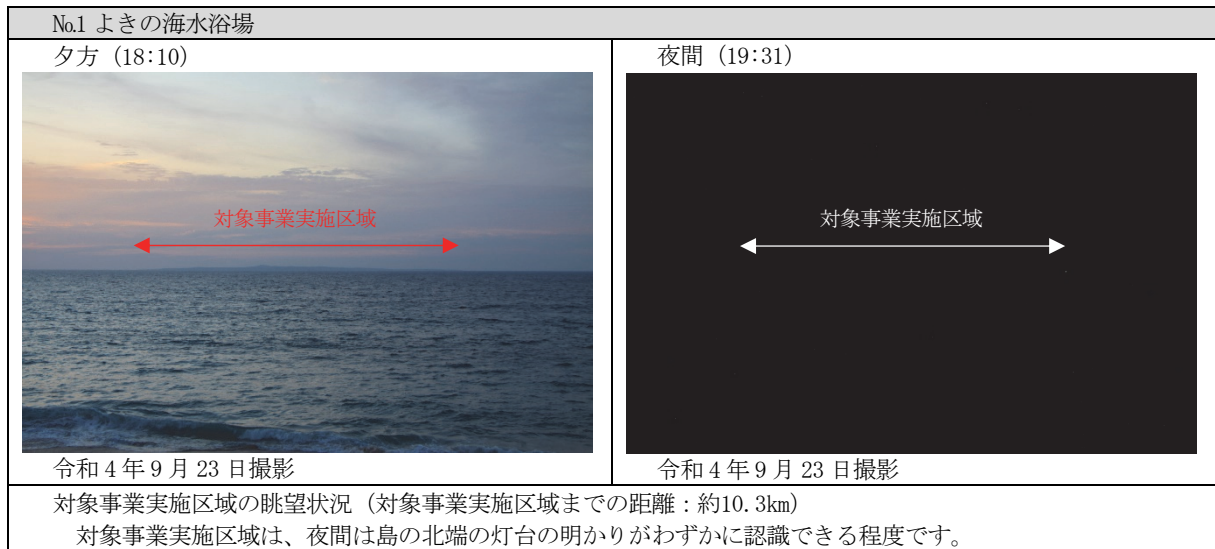 №1 よきの海水浴場
夕方 (18:10)
夜間 (19:31)
対象事業実施区域
対象事業実施区域
令和4年9月23日撮影
令和4年9月23日撮影
対象事業実施区域の眺望状況（対象事業実施区域までの距離：約10.3km）
対象事業実施区域は、夜間は島の北端の灯台の明かりがわずかに認識できる程度です。